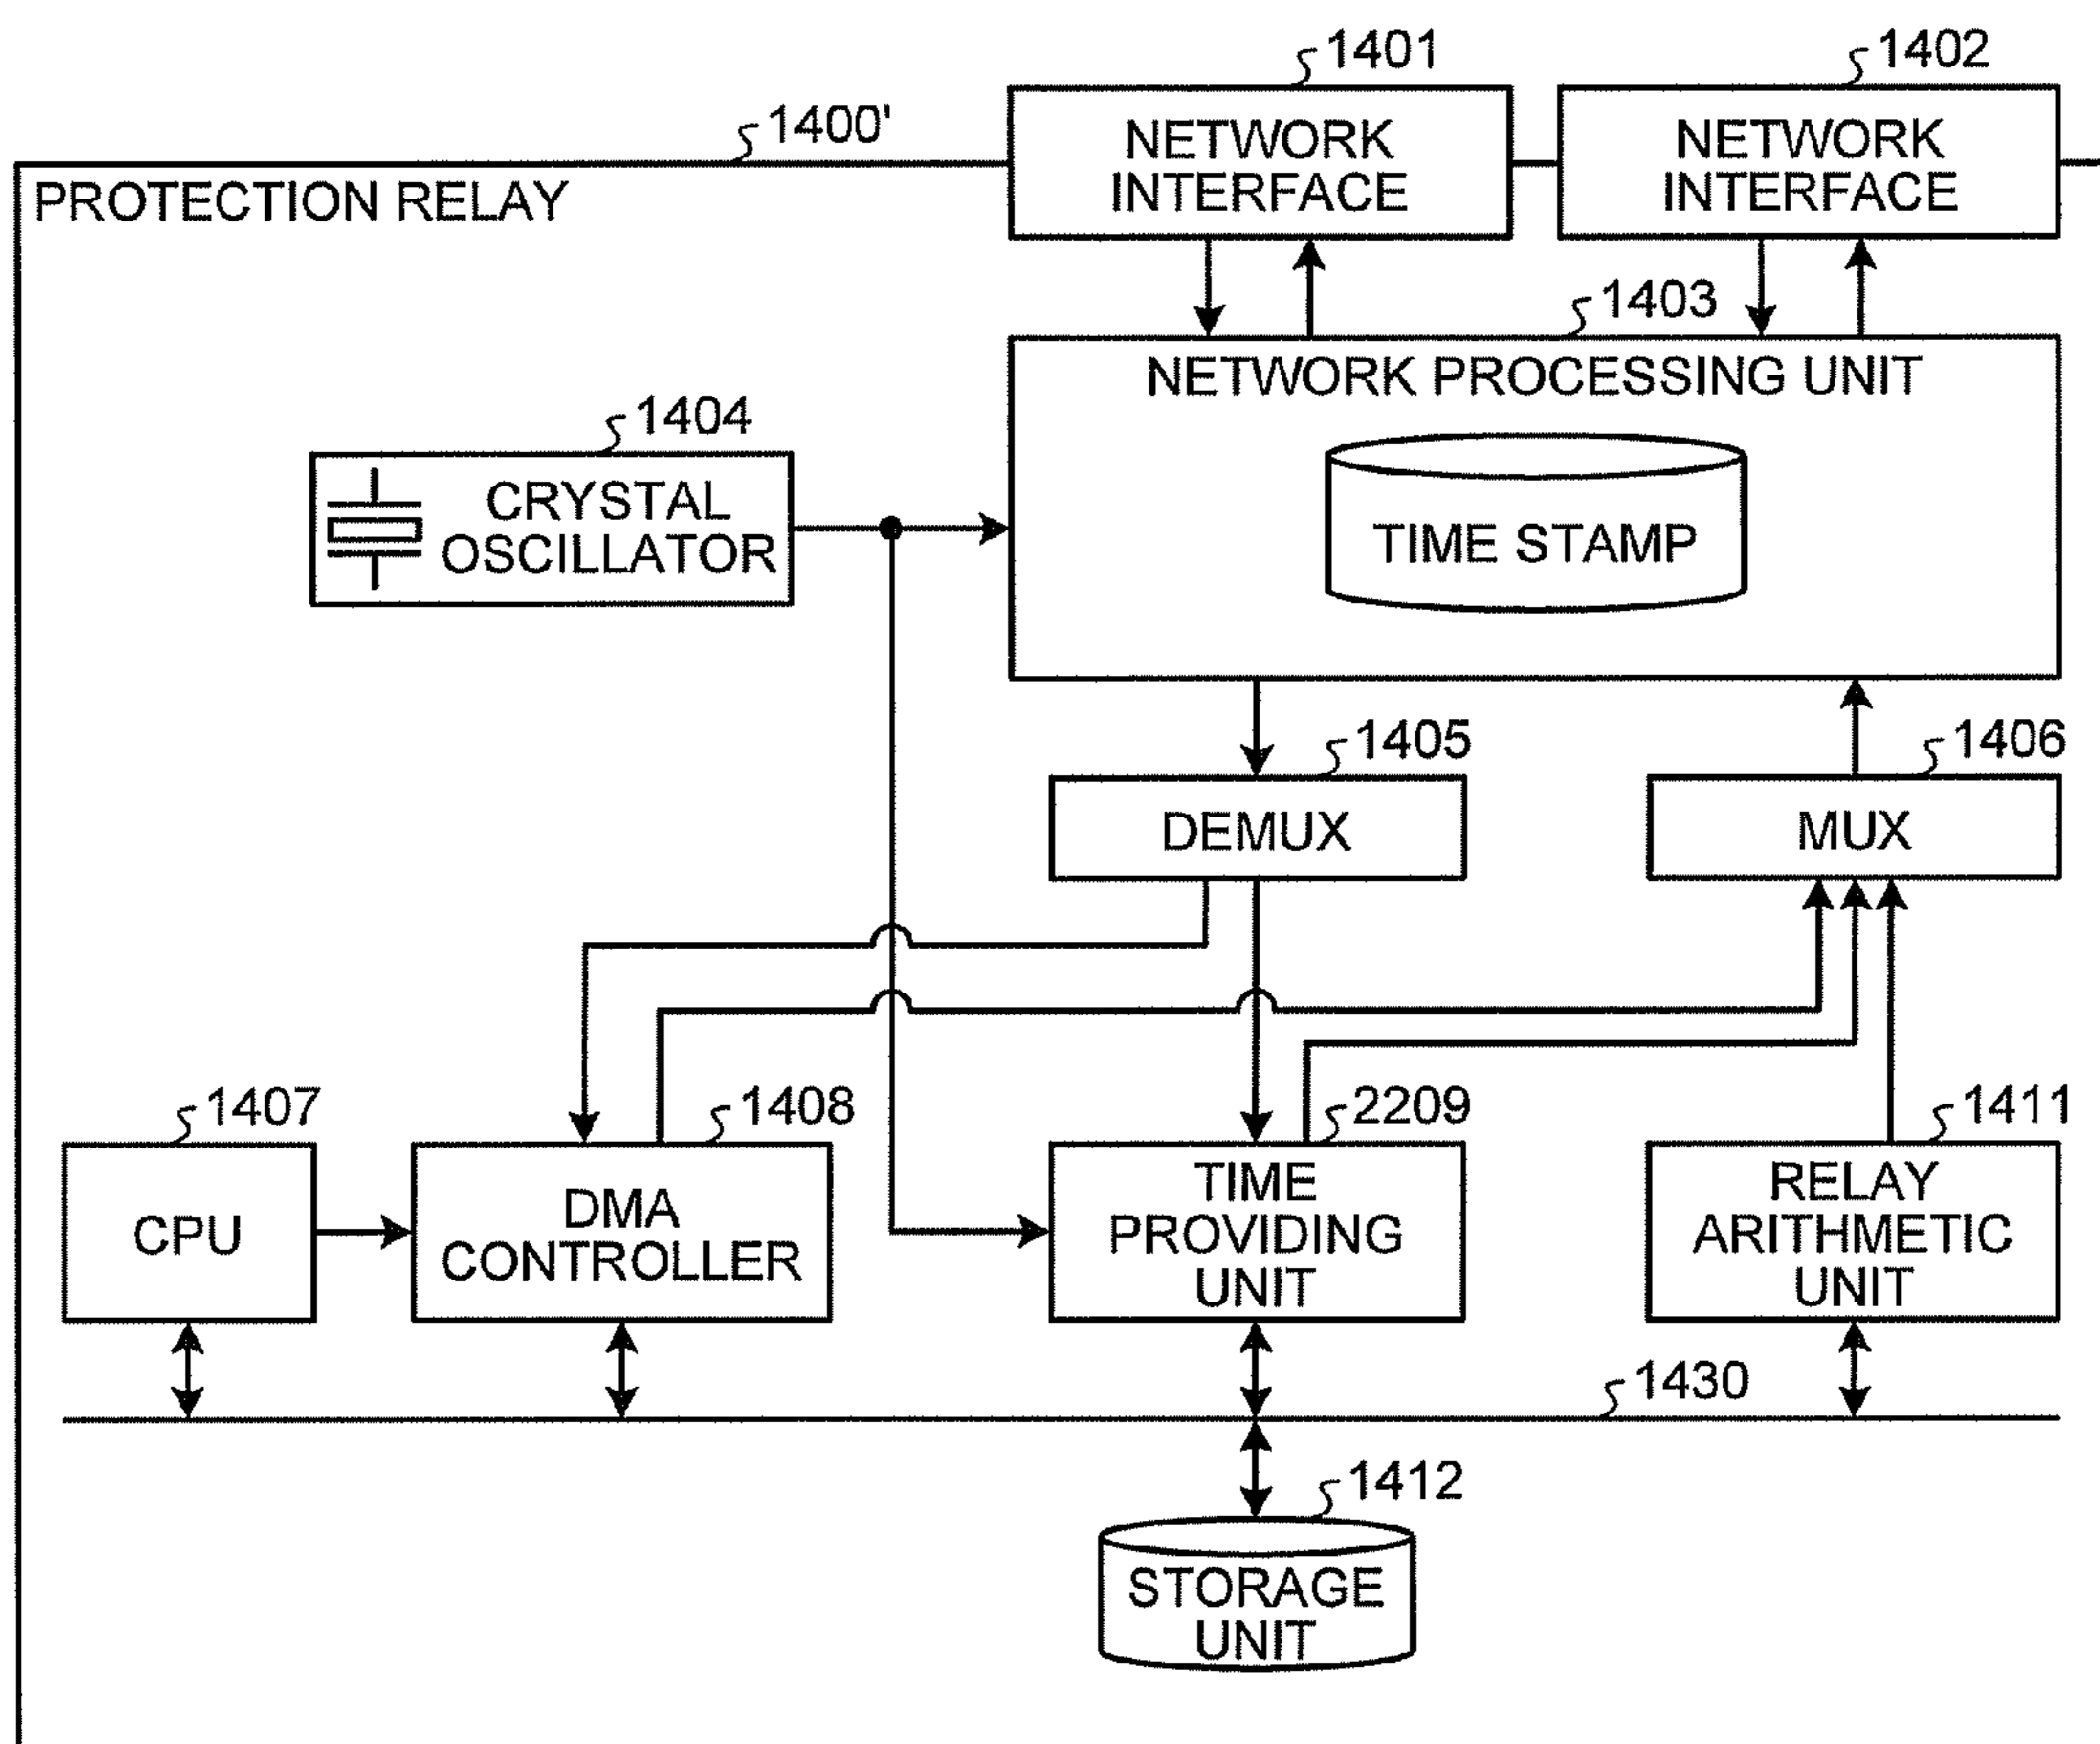 1401
1402
1400'
NETWORK
INTERFACE
NETWORK
INTERFACE
PROTECTION RELAY
1403
NETWORK PROCESSING UNIT
1404
CRYSTAL
OSCILLATOR
TIME STAMP
1405
1406
DEMUX
MUX
1407
1408
2209
1411
CPU
DMA
CONTROLLER
TIME
PROVIDING
UNIT
RELAY
ARITHMETIC
UNIT
1430
1412
STORAGE
UNIT